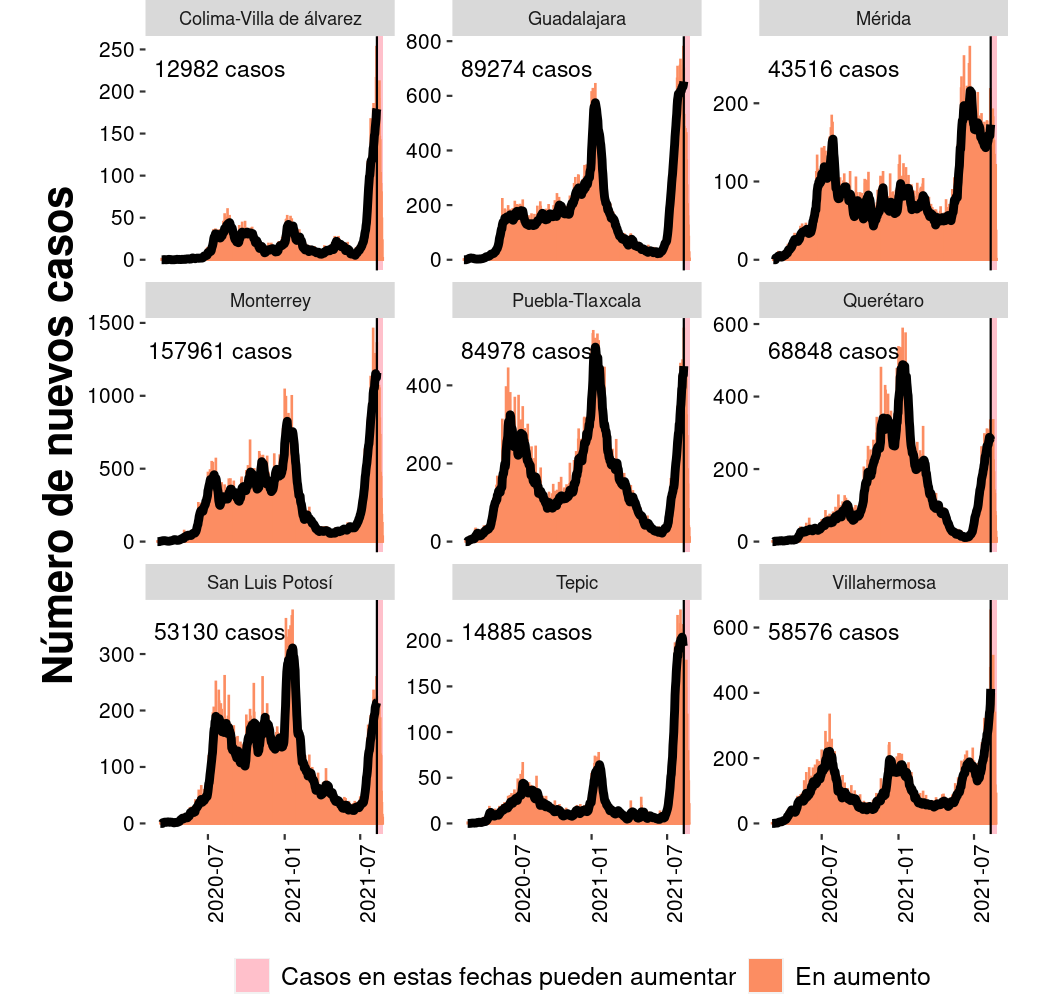 Número de nuevos casos
Colima-Villa de álvarez
Guadalajara
Mérida
250
200
150
100
50
0
12982 casos
800
600
400
200
0
89274 casos
200
100
0
43516 casos
Monterrey
Puebla-Tlaxcala
Querétaro
1500
1000
500
0
157961 casos
400
200
0
84978 casos
600
400
200
0
68848 casos
San Luis Potosí
Tepic
Villahermosa
300
200
100
0
53130 casos
200
150
100
50
0
14885 casos
600
400
200
0
58576 casos
2020-07
2021-01
2021-07
2020-07
2021-01
2021-07
2020-07
2021-01
2021-07
Casos en estas fechas pueden aumentar
En aumento